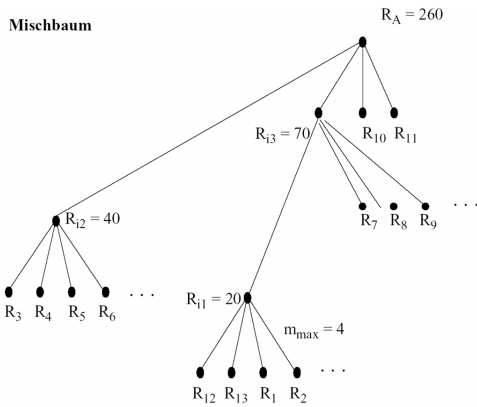 Mischbaum
R_A = 260
R_i3 = 70
R_10 R_11
R_i2 = 40
R_7 R_8 R_9 . . .
R_3 R_4 R_5 R_6 . . .
R_i1 = 20
m_max = 4
R_12 R_13 R_1 R_2 . . .